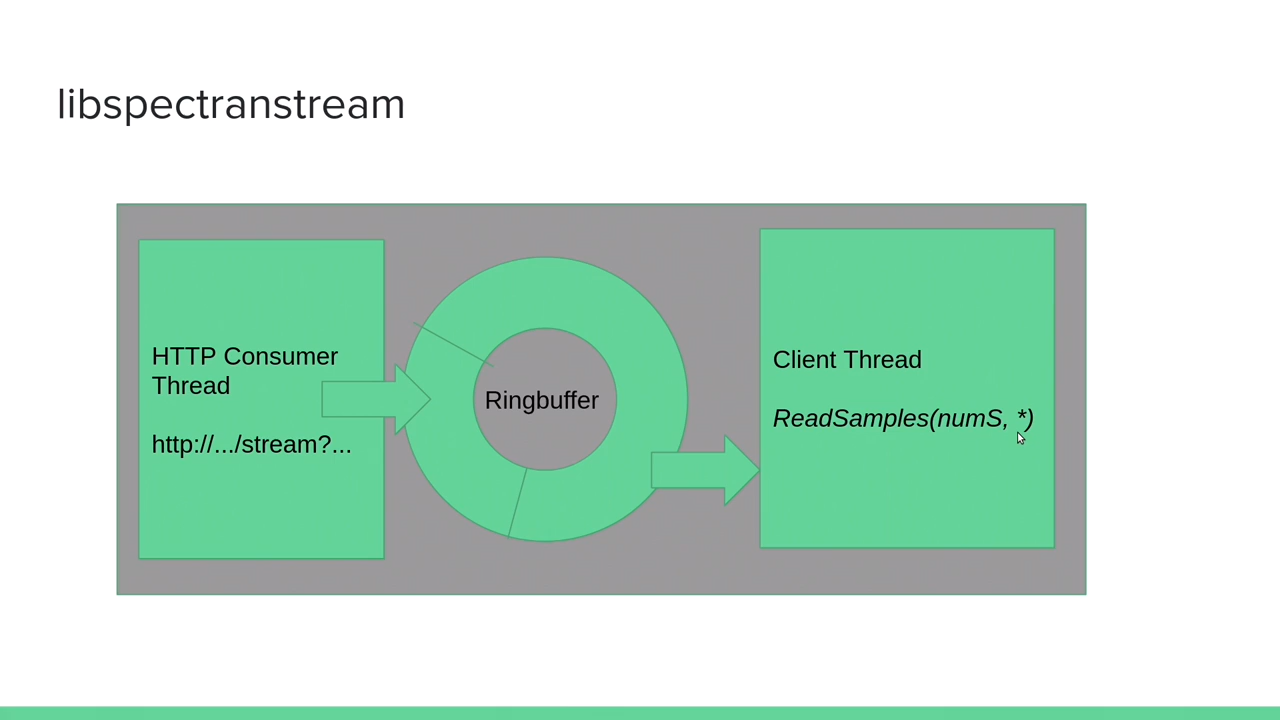 libspectranstream
HTTP Consumer
Thread
http://.../stream?...
Ringbuffer
Client Thread
ReadSamples(numS, *)